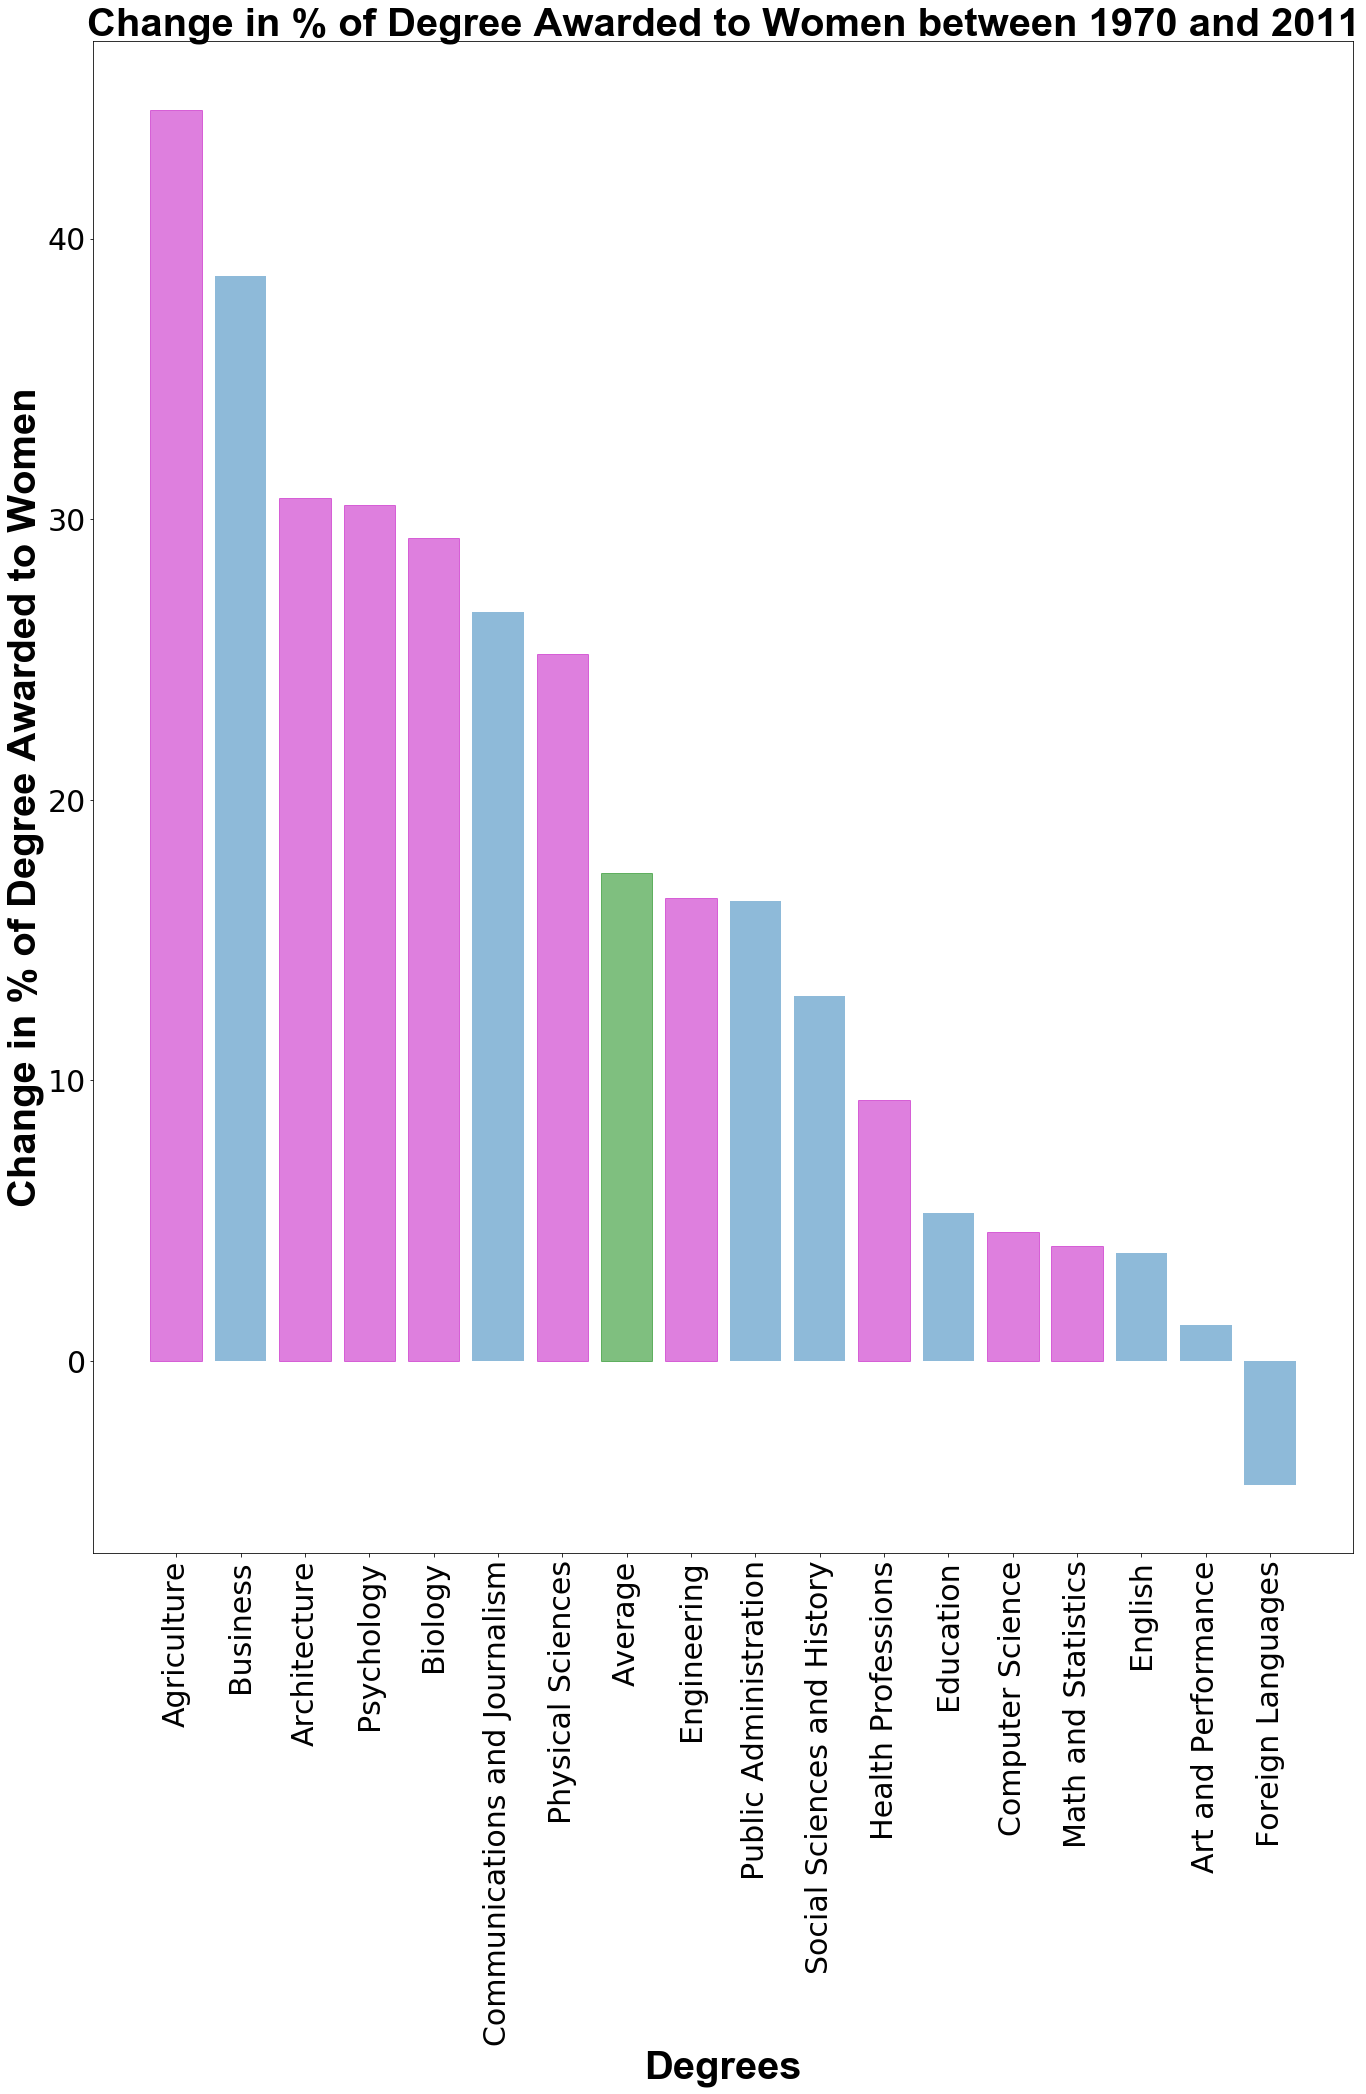 Change in % of Degree Awarded to Women between 1970 and 2011
Change in % of Degree Awarded to Women
40
30
20
10
0
Agriculture
Business
Architecture
Psychology
Biology
Communications and Journalism
Physical Sciences
Average
Engineering
Public Administration
Social Sciences and History
Health Professions
Education
Computer Science
Math and Statistics
English
Art and Performance
Foreign Languages
Degrees